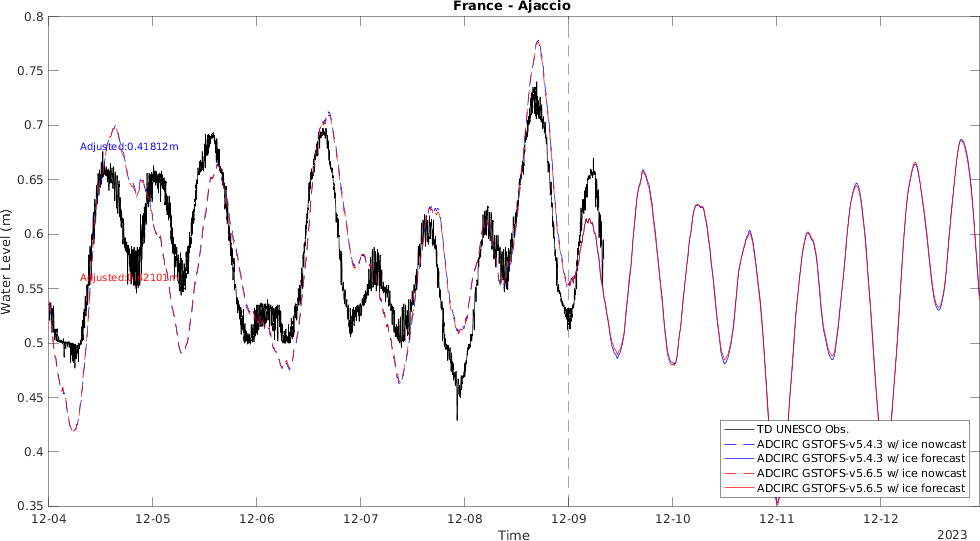 France - Ajaccio
0.8
0.75
0.7
0.65
0.6
0.55
0.5
0.45
0.4
0.35
Water Level (m)
Adjusted:0.41812m
Adjusted:0.42101m
TD UNESCO Obs.
ADCIRC GSTOFS-v5.4.3 w/ ice nowcast
ADCIRC GSTOFS-v5.4.3 w/ ice forecast
ADCIRC GSTOFS-v5.6.5 w/ ice nowcast
ADCIRC GSTOFS-v5.6.5 w/ ice forecast
12-04 12-05 12-06 12-07 12-08 12-09 12-10 12-11 12-12
Time
2023